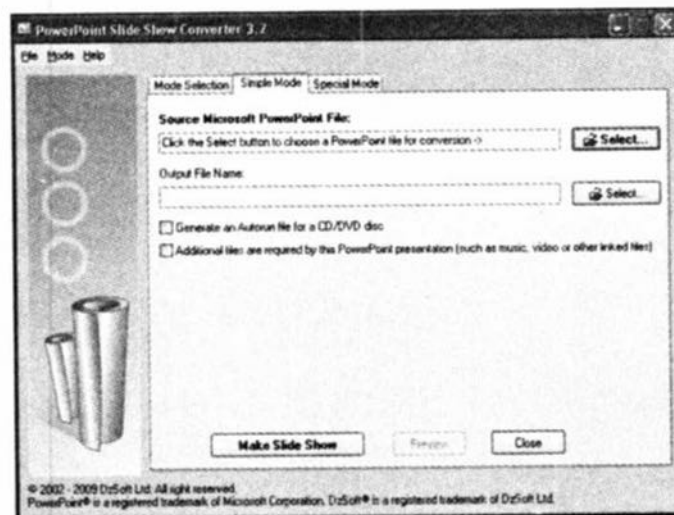 PowerPoint Slide Show Converter 3.2
File Mode Help
Mode Selection Simple Mode Special Mode
Source Microsoft PowerPoint File:
Click the Select button to choose a PowerPoint file for conversion ->
Select...
Output File Name:
Select...
Generate an Autorun file for a CD/DVD disc
Additional files are required by this PowerPoint presentation (such as music, video or other linked files)
Make Slide Show Preview Close
© 2002 - 2009 DzSoft Ltd. All right reserved.
PowerPoint® is a registered trademark of Microsoft Corporation. DzSoft® is a registered trademark of DzSoft Ltd.